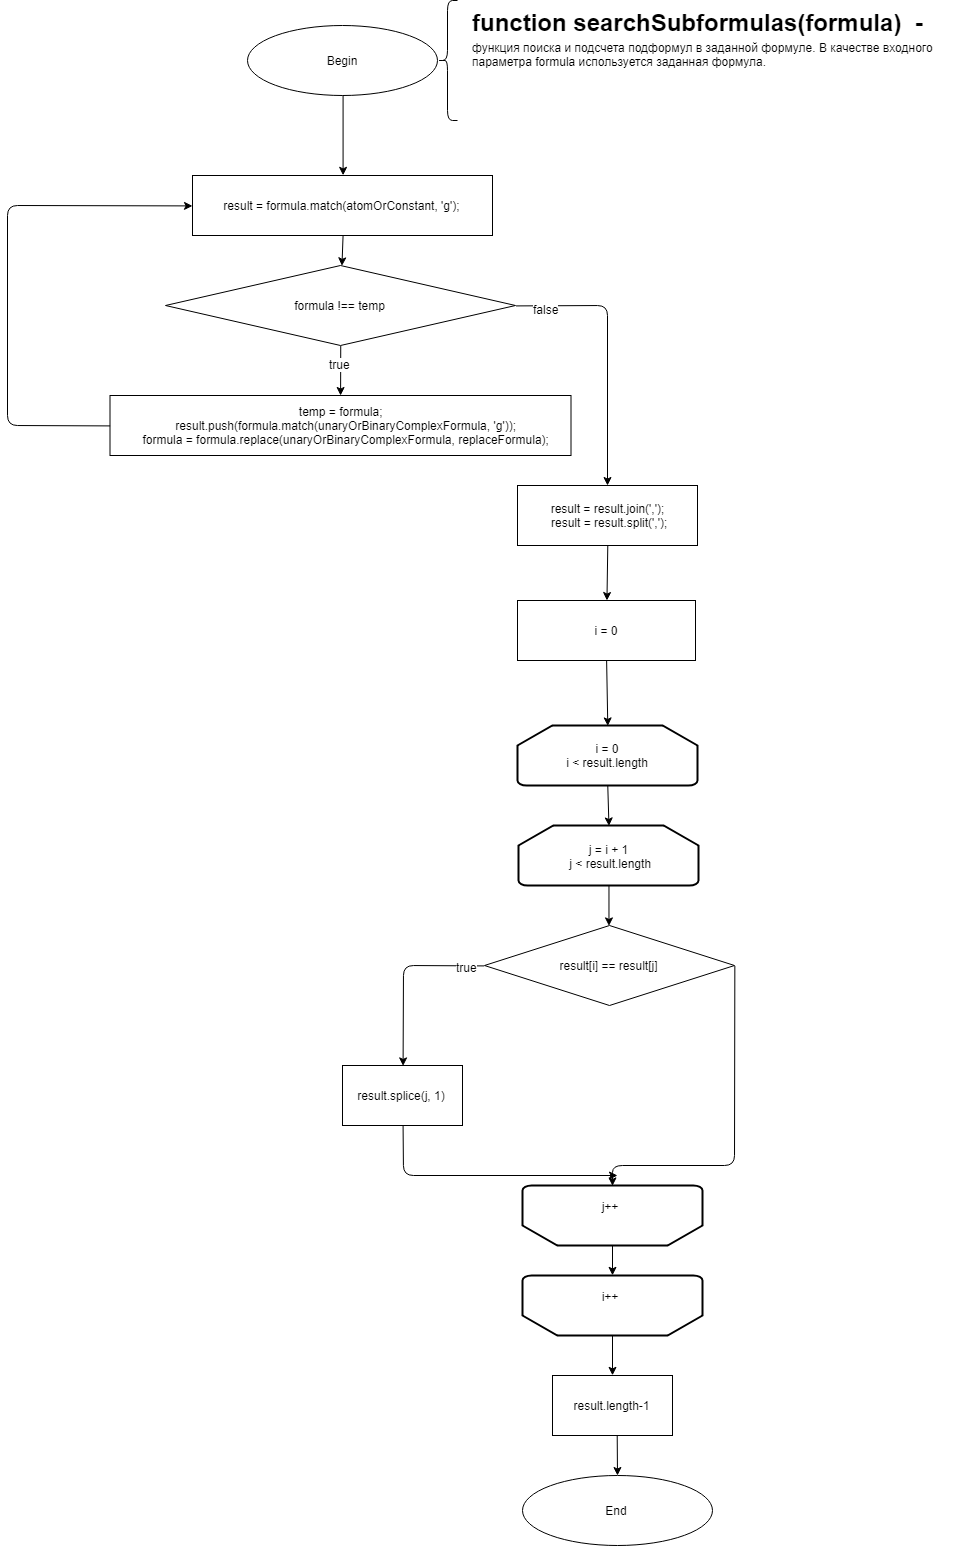 function searchSubformulas(formula)  -
функция поиска и подсчета подформул в заданной формуле. В качестве входного
параметра formula используется заданная формула.
Begin
result = formula.match(atomOrConstant, 'g');
formula !== temp
false
true
temp = formula;
result.push(formula.match(unaryOrBinaryComplexFormula, 'g'));
formula = formula.replace(unaryOrBinaryComplexFormula, replaceFormula);
result = result.join(',');
result = result.split(',');
i = 0
i = 0
i < result.length
j = i + 1
j < result.length
result[i] == result[j]
true
result.splice(j, 1)
j++
i++
result.length-1
End